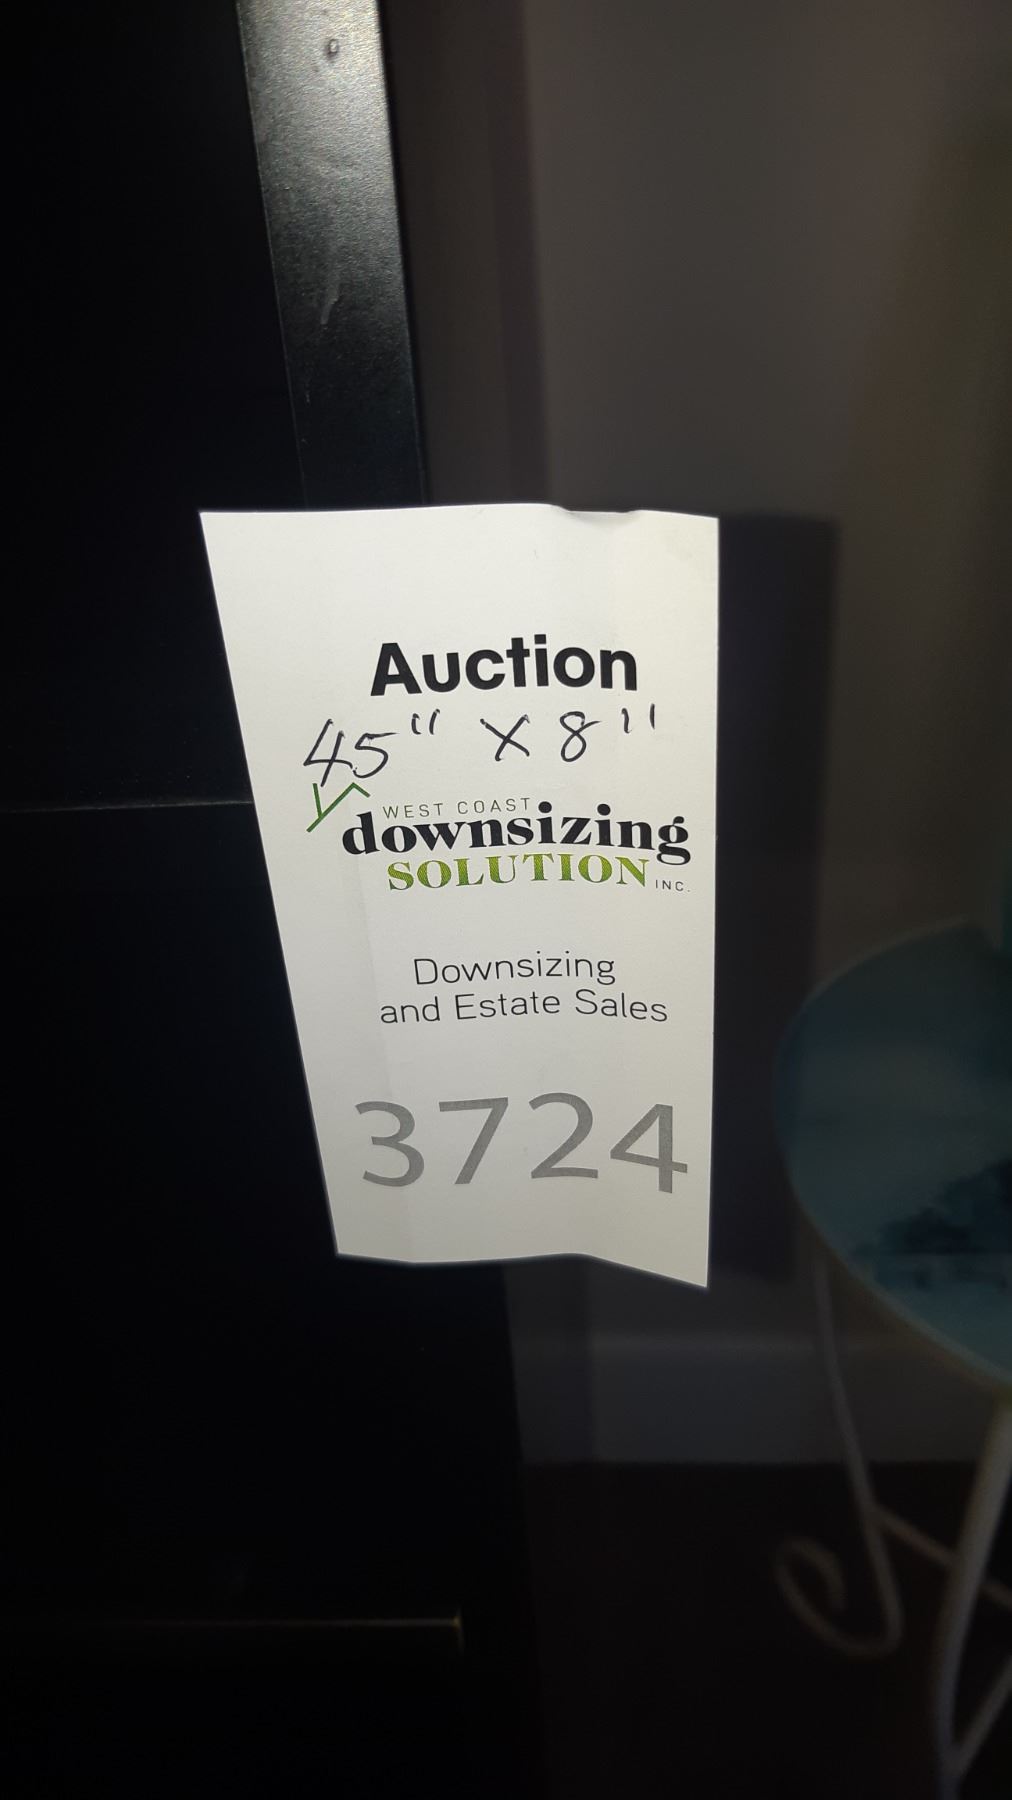 Auction
45" X 8"
WEST COAST
downsizing
SOLUTION INC.
Downsizing
and Estate Sales
3724